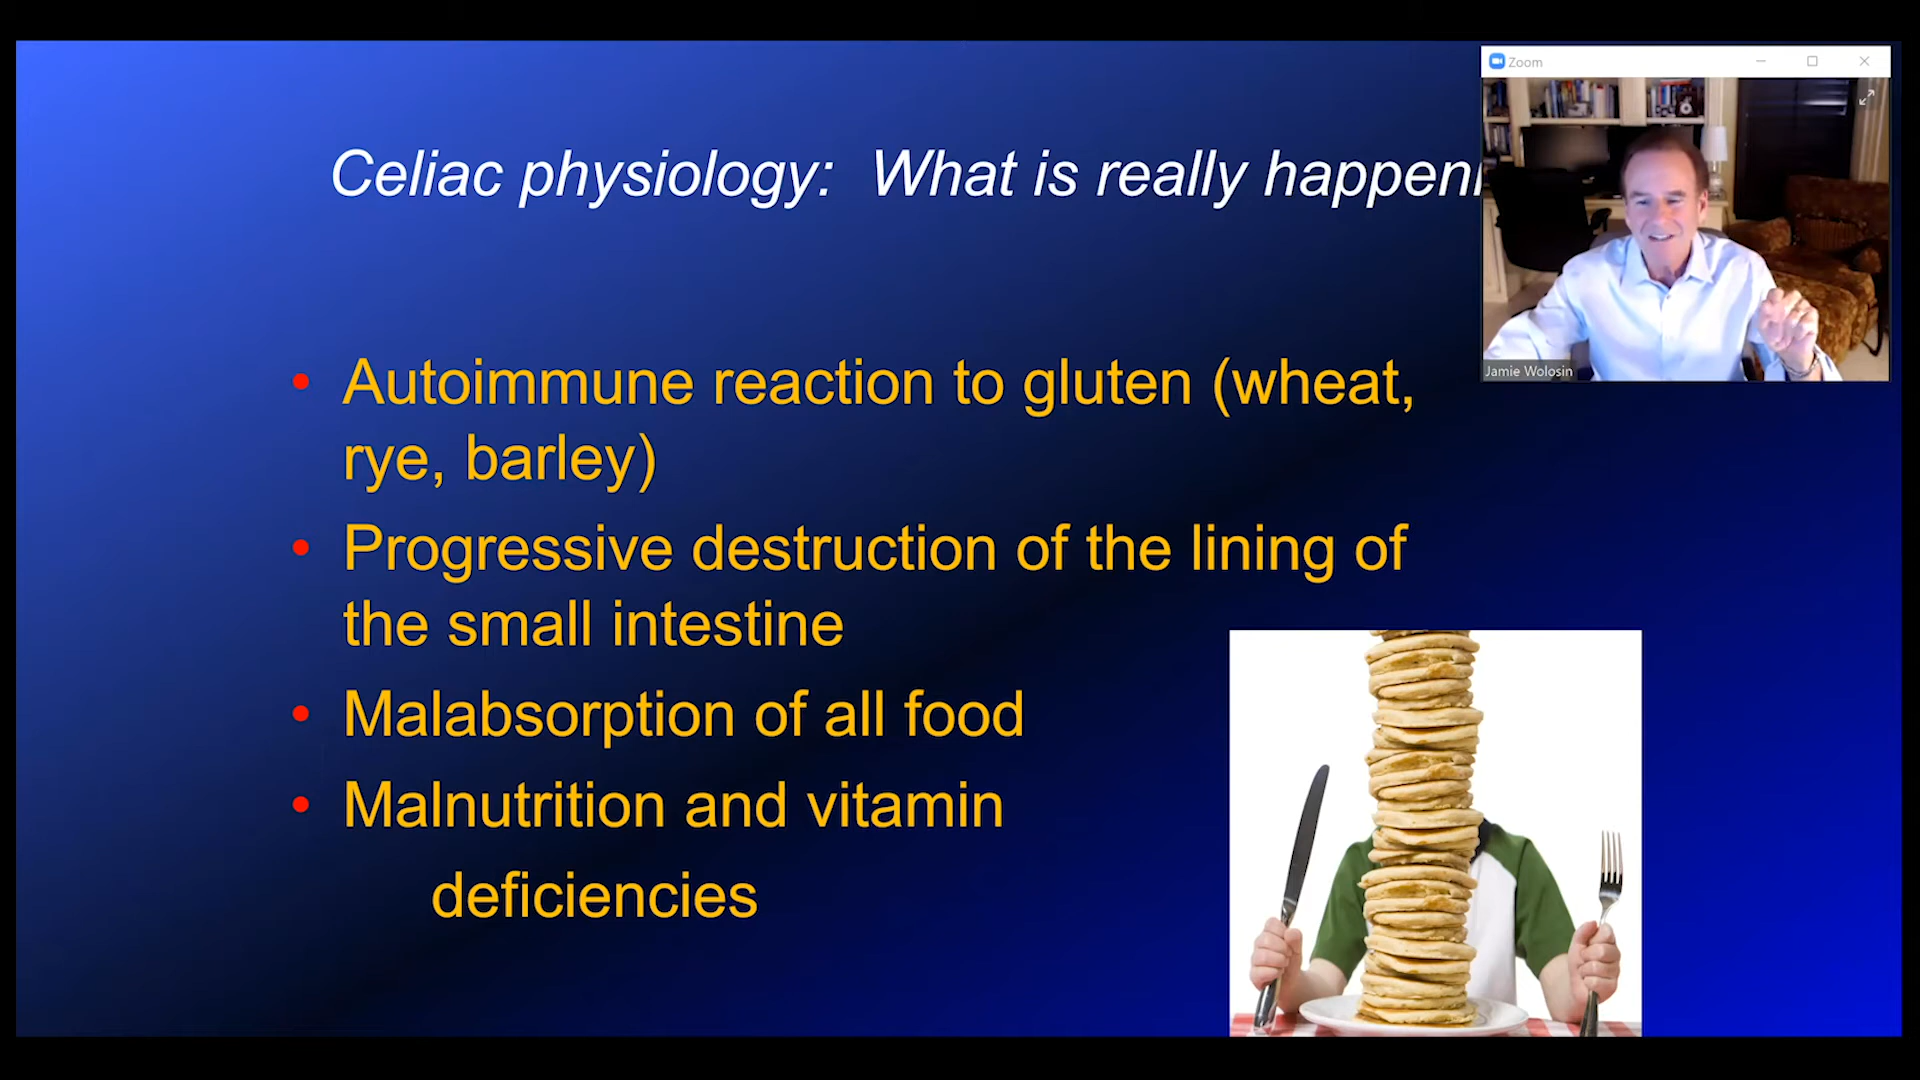 Zoom
Celiac physiology: What is really happeni
Jamie Wolosin
• Autoimmune reaction to gluten (wheat,
rye, barley)
• Progressive destruction of the lining of
the small intestine
• Malabsorption of all food
• Malnutrition and vitamin
deficiencies